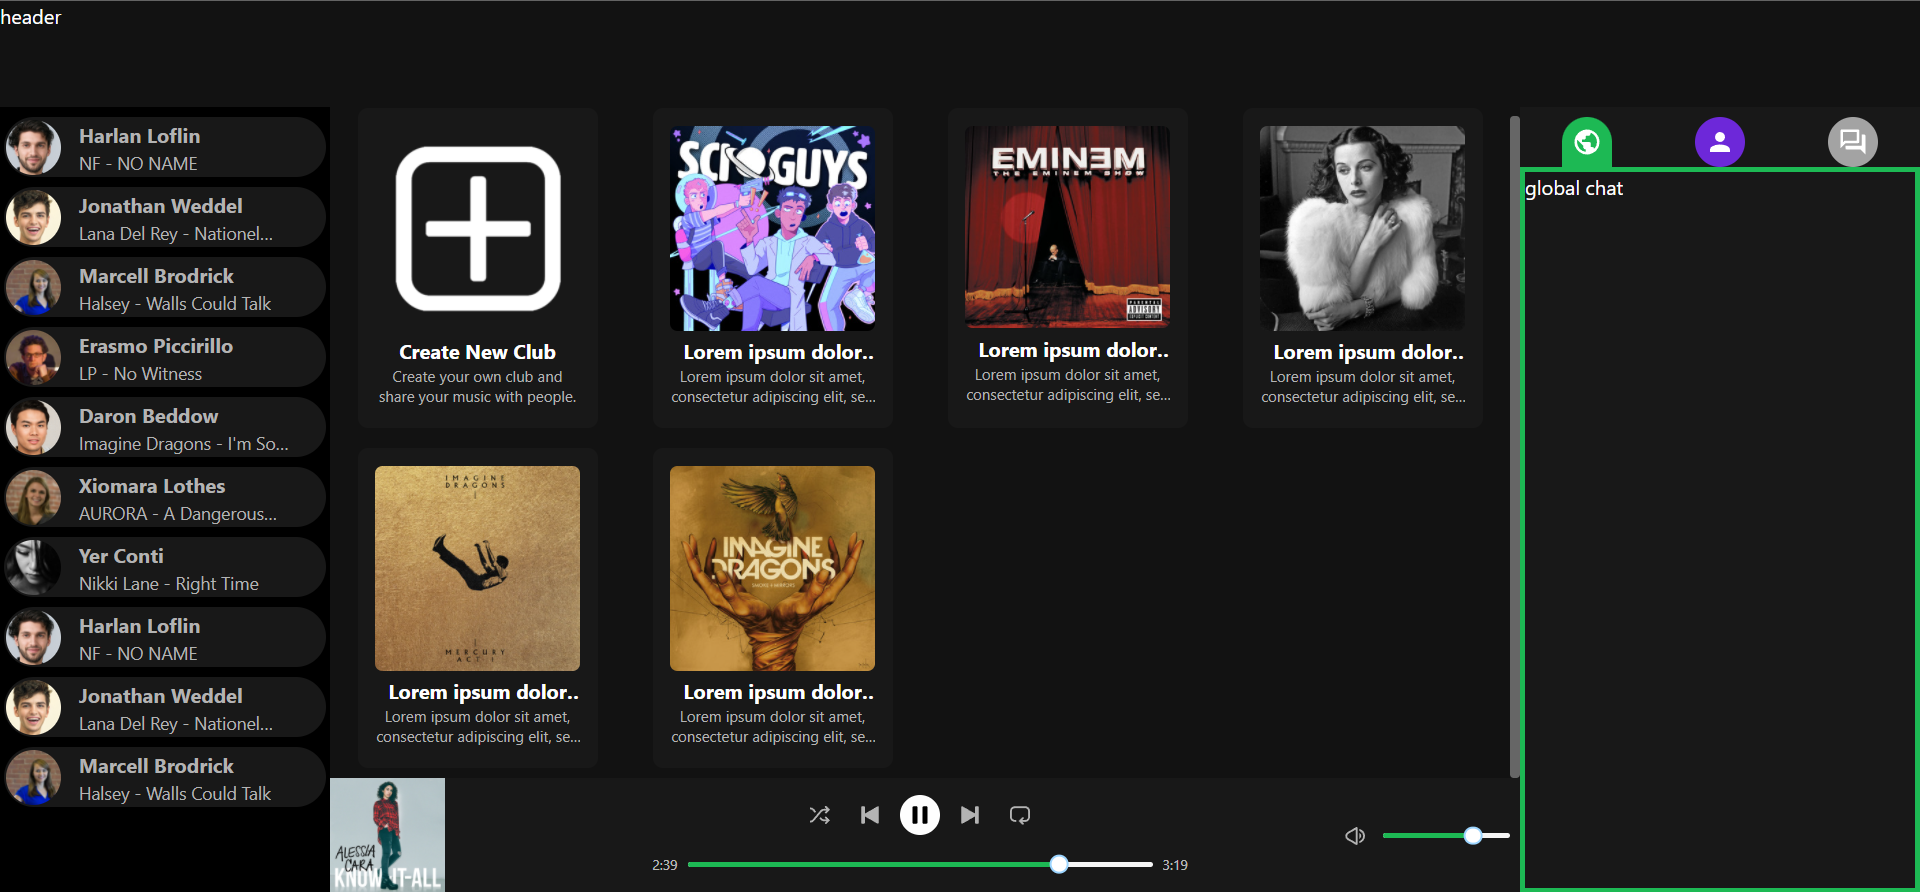 header
Harlan Loflin
NF - NO NAME
Jonathan Weddel
Lana Del Rey - Nationel...
Marcell Brodrick
Halsey - Walls Could Talk
Erasmo Piccirillo
LP - No Witness
Daron Beddow
Imagine Dragons - I'm So...
Xiomara Lothes
AURORA - A Dangerous...
Yer Conti
Nikki Lane - Right Time
Harlan Loflin
NF - NO NAME
Jonathan Weddel
Lana Del Rey - Nationel...
Marcell Brodrick
Halsey - Walls Could Talk
Create New Club
Create your own club and
share your music with people.
SCI GUYS
Lorem ipsum dolor..
Lorem ipsum dolor sit amet,
consectetur adipiscing elit, se...
EMINƎM
THE EMINEM SHOW
PARENTAL
ADVISORY
EXPLICIT CONTENT
Lorem ipsum dolor..
Lorem ipsum dolor sit amet,
consectetur adipiscing elit, se...
Lorem ipsum dolor..
Lorem ipsum dolor sit amet,
consectetur adipiscing elit, se...
IMAGINE
DRAGONS
MERCURY
ACT 1
Lorem ipsum dolor..
Lorem ipsum dolor sit amet,
consectetur adipiscing elit, se...
IMAGINE
DRAGONS
SMOKE + MIRRORS
Lorem ipsum dolor..
Lorem ipsum dolor sit amet,
consectetur adipiscing elit, se...
ALESSIA
CARA
KNOW-IT-ALL
2:39
3:19
global chat